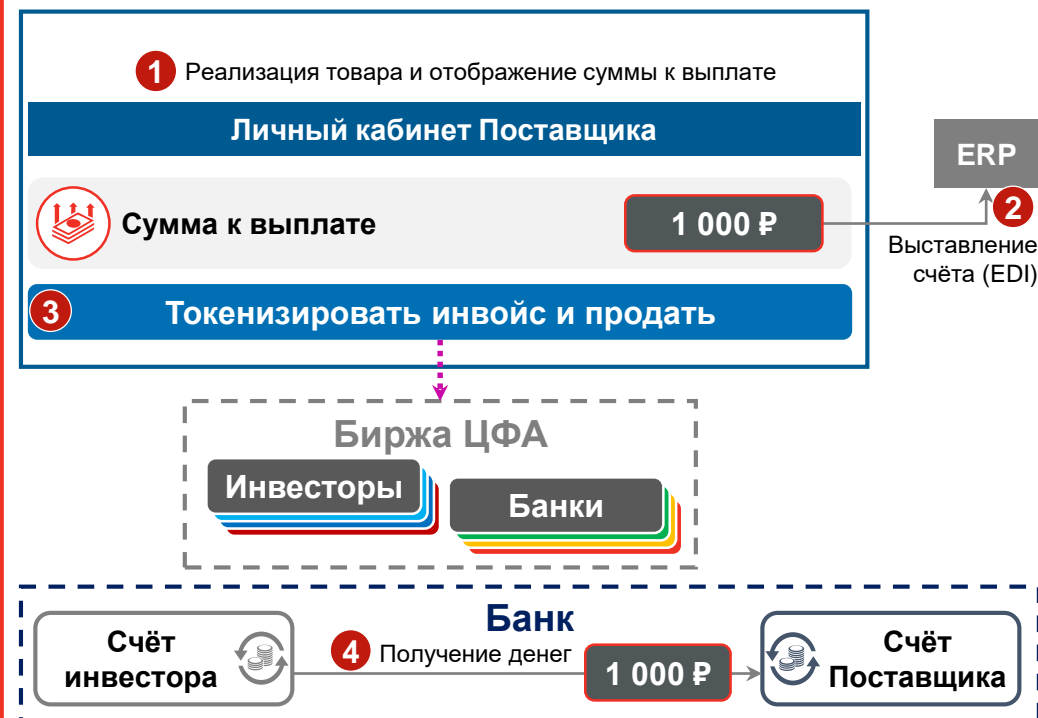 1 Реализация товара и отображение суммы к выплате
Личный кабинет Поставщика
Сумма к выплате
1 000 ₽
ERP
2
Выставление
счёта (EDI)
3 Токенизировать инвойс и продать
Биржа ЦФА
Инвесторы
Банки
Банк
Счёт
инвестора
4 Получение денег
1 000 ₽
Счёт
Поставщика